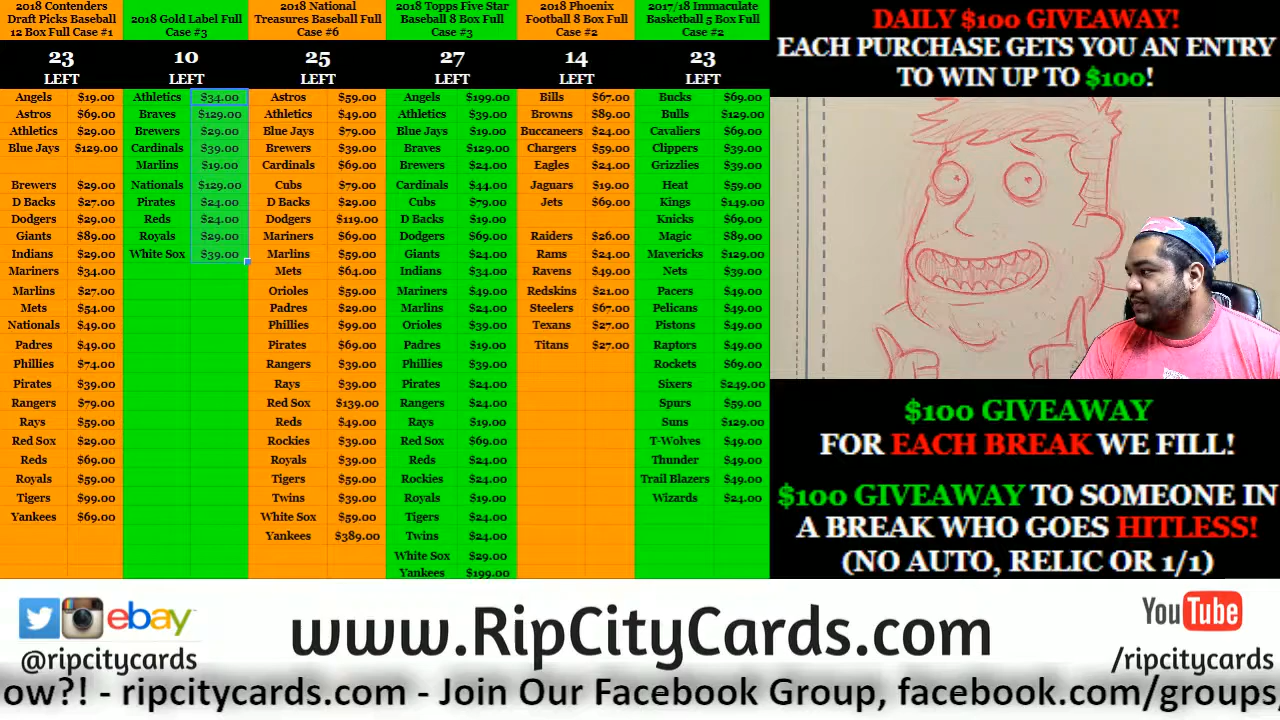 2018 Contenders
Draft Picks Baseball
12 Box Full Case #1
23
LEFT
Angels $19.00
Astros $69.00
Athletics $29.00
Blue Jays $129.00
Brewers $29.00
D Backs $27.00
Dodgers $29.00
Giants $89.00
Indians $29.00
Mariners $34.00
Marlins $27.00
Mets $54.00
Nationals $49.00
Padres $49.00
Phillies $74.00
Pirates $39.00
Rangers $79.00
Rays $59.00
Red Sox $29.00
Reds $69.00
Royals $59.00
Tigers $99.00
Yankees $69.00
2018 Gold Label Full
Case #3
10
LEFT
Athletics $34.00
Braves $129.00
Brewers $29.00
Cardinals $39.00
Marlins $19.00
Nationals $129.00
Pirates $24.00
Reds $24.00
Royals $29.00
White Sox $39.00
2018 National
Treasures Baseball Full
Case #6
25
LEFT
Astros $59.00
Athletics $49.00
Blue Jays $79.00
Brewers $39.00
Cardinals $69.00
Cubs $79.00
D Backs $29.00
Dodgers $119.00
Mariners $69.00
Marlins $59.00
Mets $64.00
Orioles $59.00
Padres $29.00
Phillies $99.00
Pirates $69.00
Rangers $39.00
Rays $39.00
Red Sox $139.00
Reds $49.00
Rockies $39.00
Royals $39.00
Tigers $59.00
Twins $39.00
White Sox $59.00
Yankees $389.00
2018 Topps Five Star
Baseball 8 Box Full
Case #3
27
LEFT
Angels $199.00
Athletics $39.00
Blue Jays $19.00
Braves $129.00
Brewers $24.00
Cardinals $44.00
Cubs $79.00
D Backs $19.00
Dodgers $69.00
Giants $24.00
Indians $34.00
Mariners $49.00
Marlins $24.00
Orioles $39.00
Padres $19.00
Phillies $39.00
Pirates $24.00
Rangers $24.00
Rays $19.00
Red Sox $69.00
Reds $24.00
Rockies $24.00
Royals $19.00
Tigers $24.00
Twins $24.00
White Sox $29.00
Yankees $199.00
2018 Phoenix
Football 8 Box Full
Case #2
14
LEFT
Bills $67.00
Browns $89.00
Buccaneers $24.00
Chargers $59.00
Eagles $24.00
Jaguars $19.00
Jets $69.00
Raiders $26.00
Rams $24.00
Ravens $49.00
Redskins $21.00
Steelers $67.00
Texans $27.00
Titans $27.00
2017/18 Immaculate
Basketball 5 Box Full
Case #2
23
LEFT
Bucks $69.00
Bulls $129.00
Cavaliers $69.00
Clippers $39.00
Grizzlies $39.00
Heat $59.00
Kings $149.00
Knicks $69.00
Magic $89.00
Mavericks $129.00
Nets $39.00
Pacers $49.00
Pelicans $49.00
Pistons $49.00
Raptors $49.00
Rockets $69.00
Sixers $249.00
Spurs $59.00
Suns $129.00
T-Wolves $49.00
Thunder $49.00
Trail Blazers $49.00
Wizards $24.00
DAILY $100 GIVEAWAY!
EACH PURCHASE GETS YOU AN ENTRY
TO WIN UP TO $100!
$100 GIVEAWAY
FOR EACH BREAK WE FILL!
$100 GIVEAWAY TO SOMEONE IN
A BREAK WHO GOES HITLESS!
(NO AUTO, RELIC OR 1/1)
ebay
@ripcitycards
www.RipCityCards.com
YouTube
/ripcitycards
ow?! - ripcitycards.com - Join Our Facebook Group, facebook.com/groups/